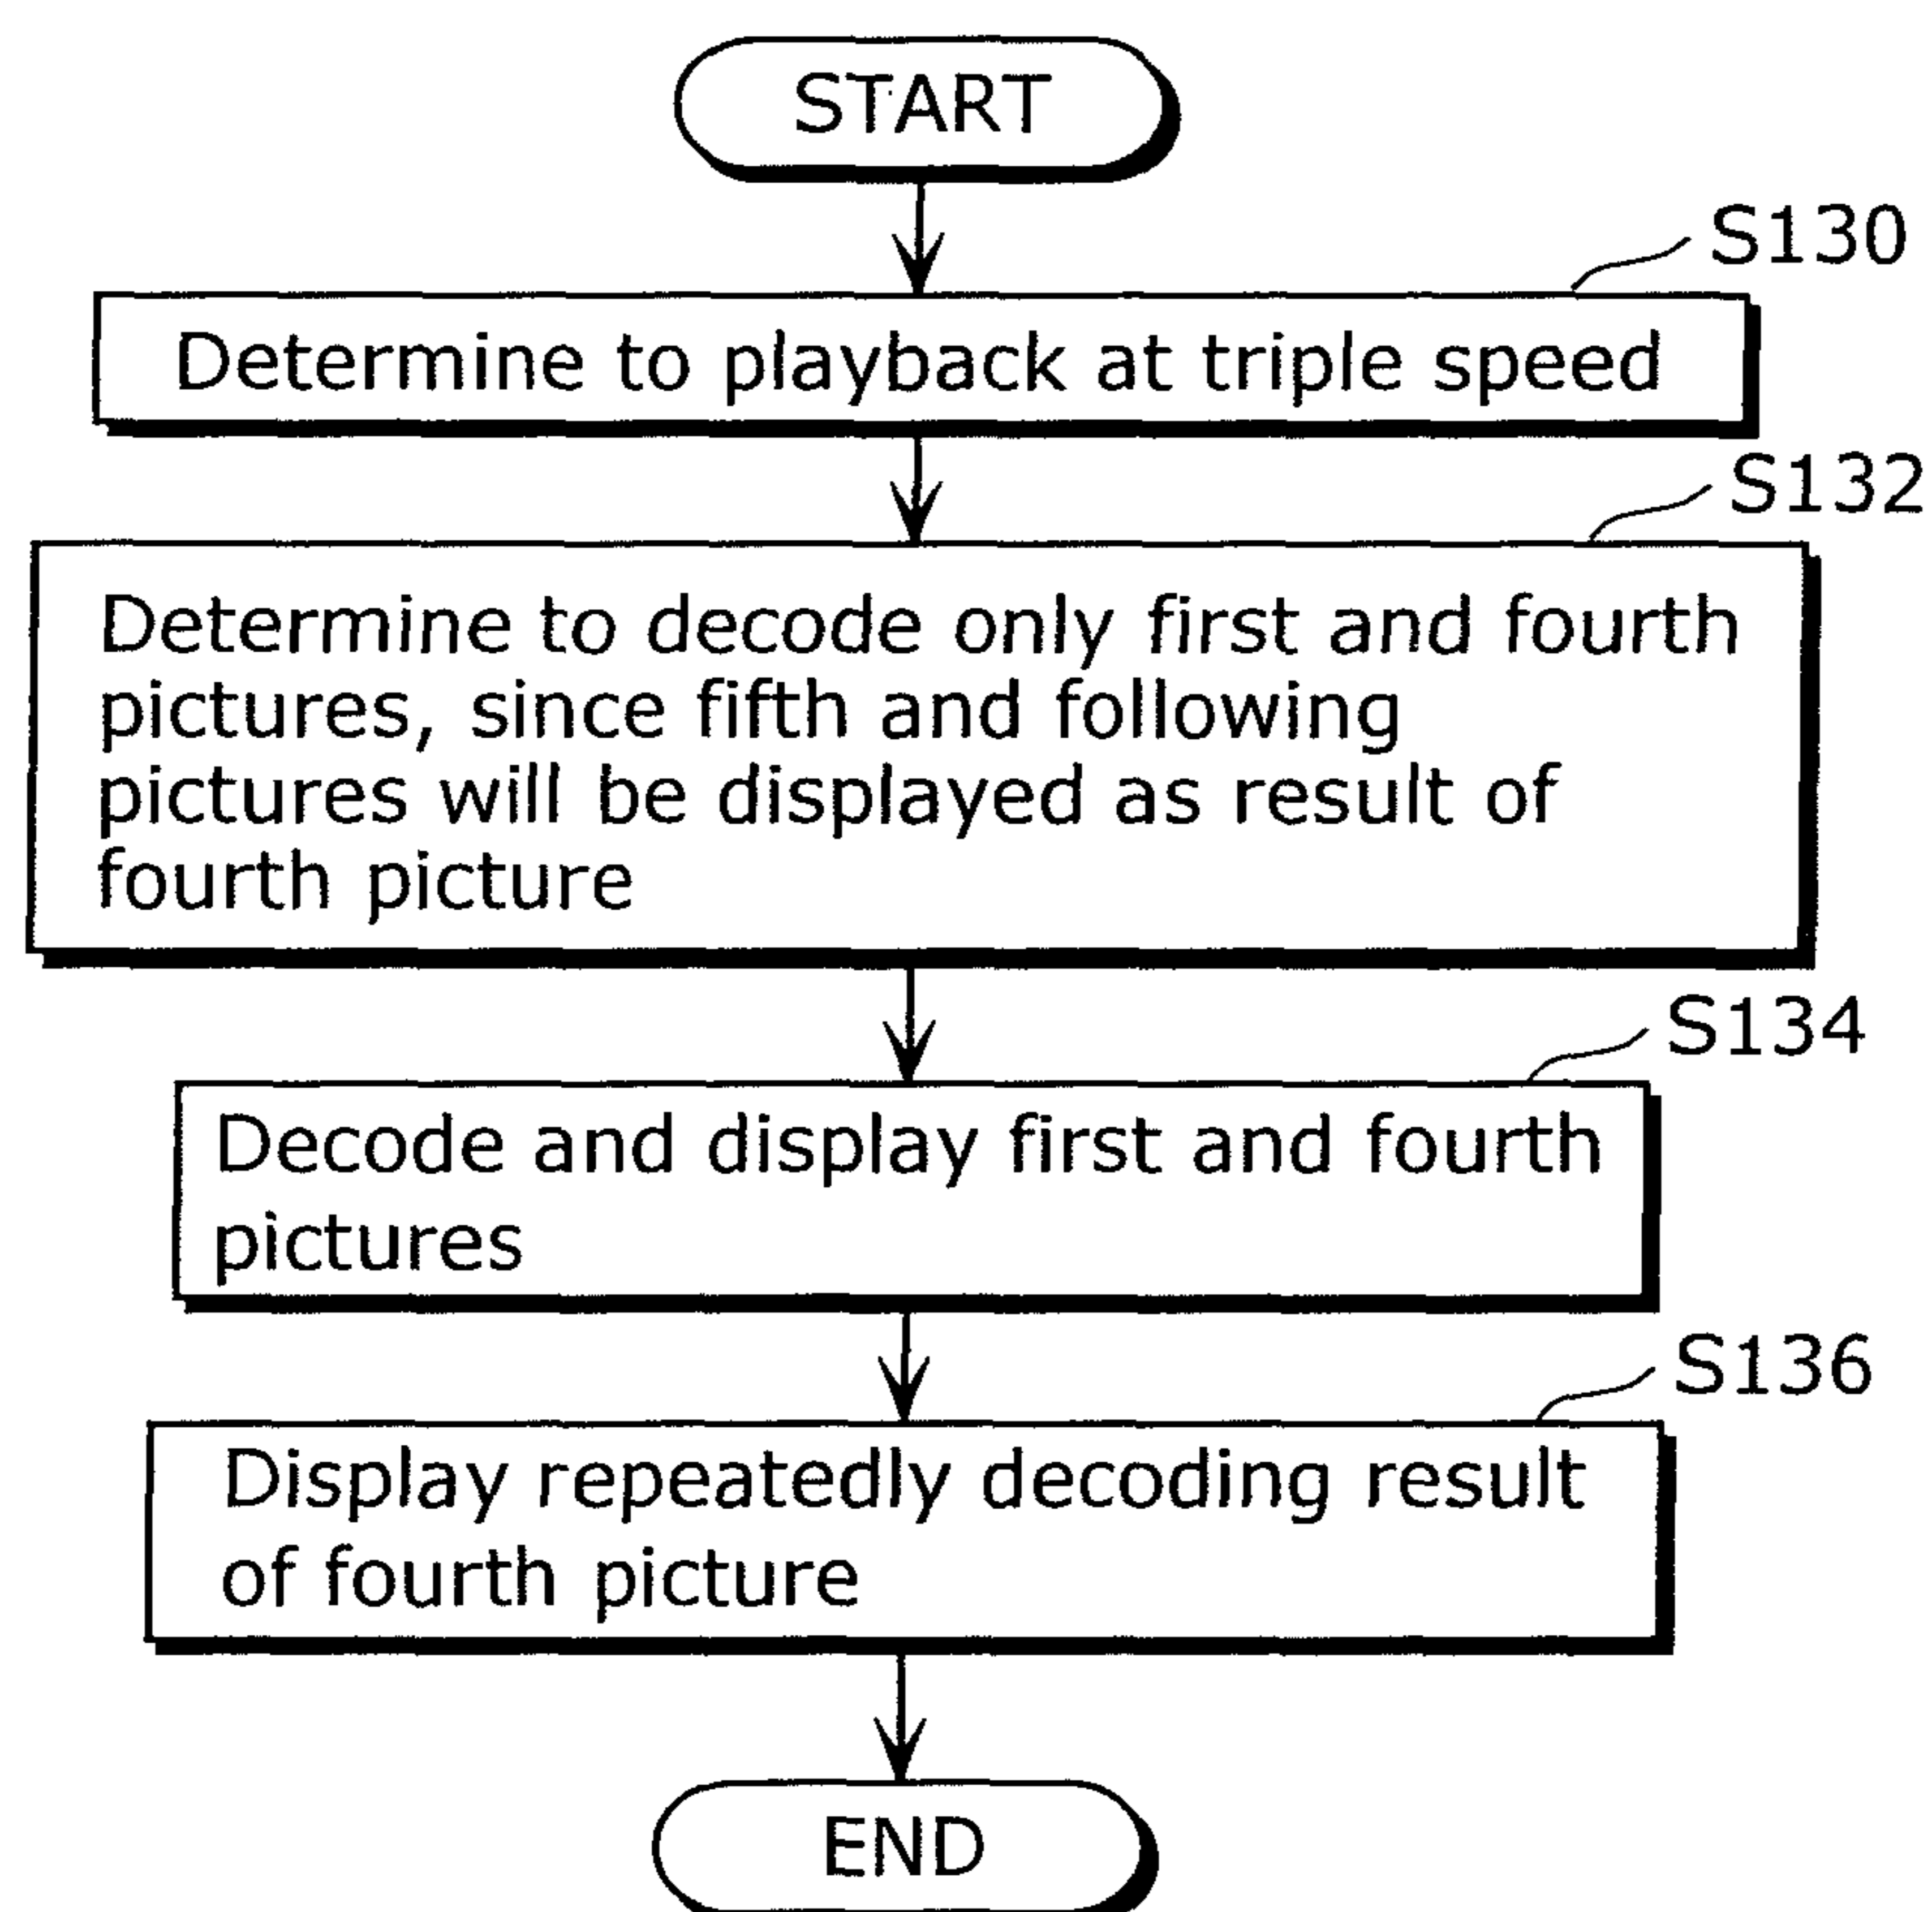 START
S130
Determine to playback at triple speed
S132
Determine to decode only first and fourth
pictures, since fifth and following
pictures will be displayed as result of
fourth picture
S134
Decode and display first and fourth
pictures
S136
Display repeatedly decoding result
of fourth picture
END